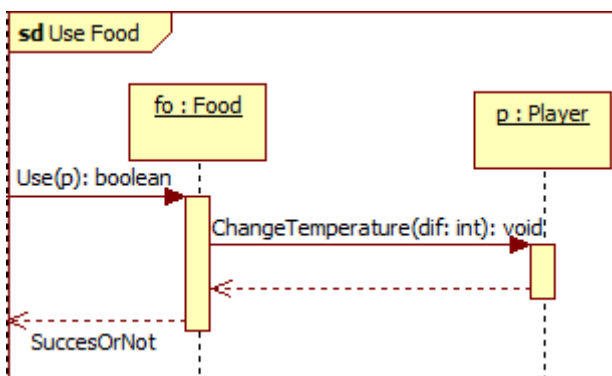 sd Use Food
fo : Food
p : Player
Use(p): boolean
ChangeTemperature(dif: int): void
SuccesOrNot